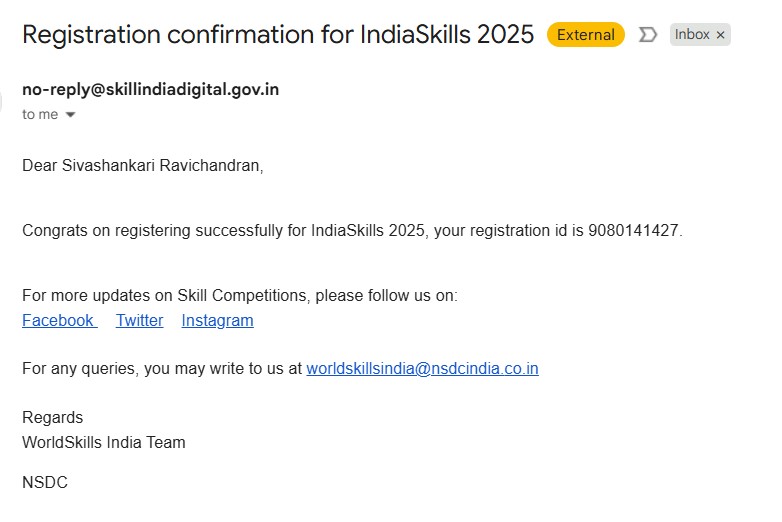 Registration confirmation for IndiaSkills 2025 External Inbox ×
no-reply@skillindiadigital.gov.in
to me
Dear Sivashankari Ravichandran,
Congrats on registering successfully for IndiaSkills 2025, your registration id is 9080141427.
For more updates on Skill Competitions, please follow us on:
Facebook Twitter Instagram
For any queries, you may write to us at worldskillsindia@nsdcindia.co.in
Regards
WorldSkills India Team
NSDC